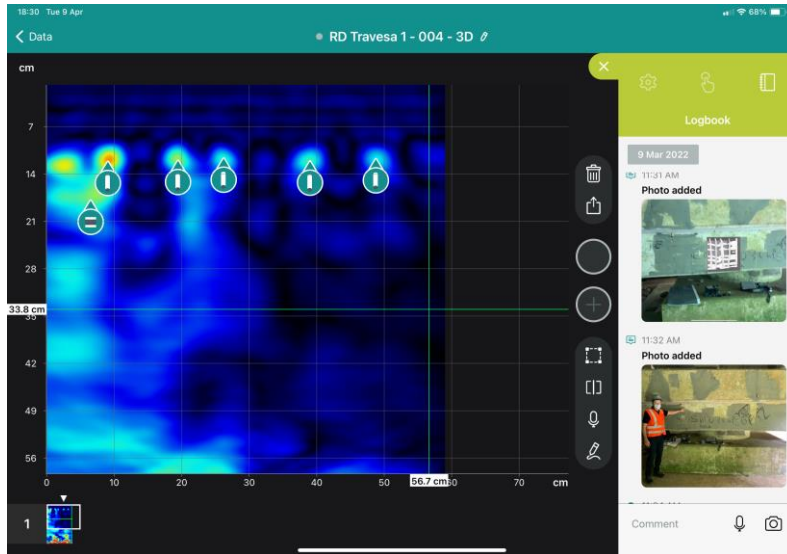 18:30 Tue 9 Apr
68%
Data
RD Travesa 1 - 004 - 3D
cm
7
14
21
28
33.8 cm
35
42
49
56
0 10 20 30 40 50 56.7 cm 60 70 cm
1
Logbook
9 Mar 2022
11:31 AM
Photo added
11:32 AM
Photo added
Comment